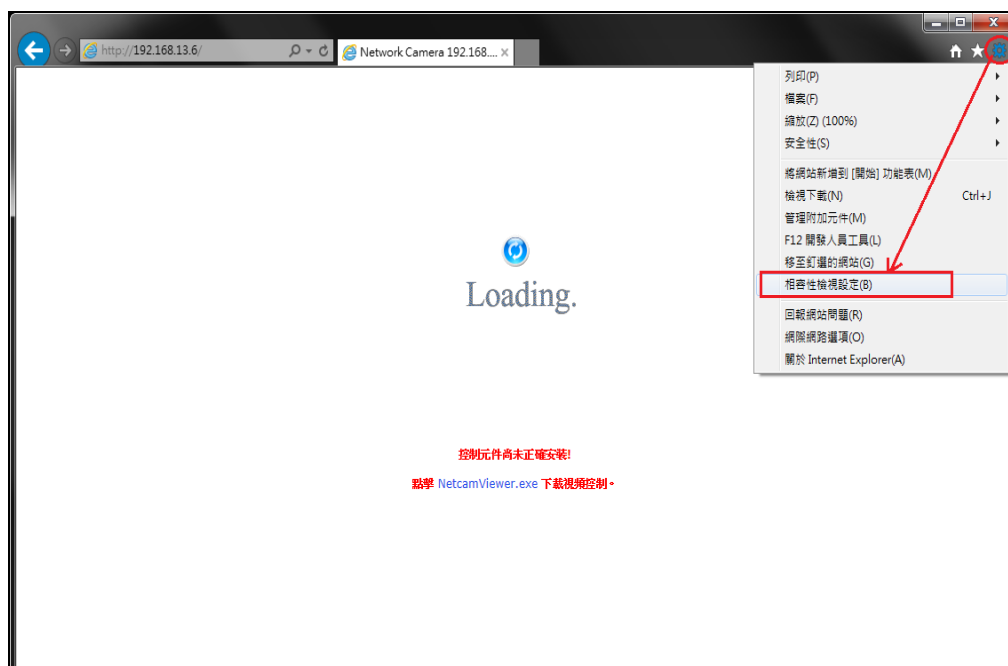 http://192.168.13.6/
Network Camera 192.168....
列印(P)
檔案(F)
縮放(Z) (100%)
安全性(S)
將網站新增到 [開始] 功能表(M)
檢視下載(N) Ctrl+J
管理附加元件(M)
F12 開發人員工具(L)
移至釘選的網站(G)
相容性檢視設定(B)
回報網站問題(R)
網際網路選項(O)
關於 Internet Explorer(A)
Loading.
控制元件尚未正確安裝!
點擊 NetcamViewer.exe 下載視頻控制。